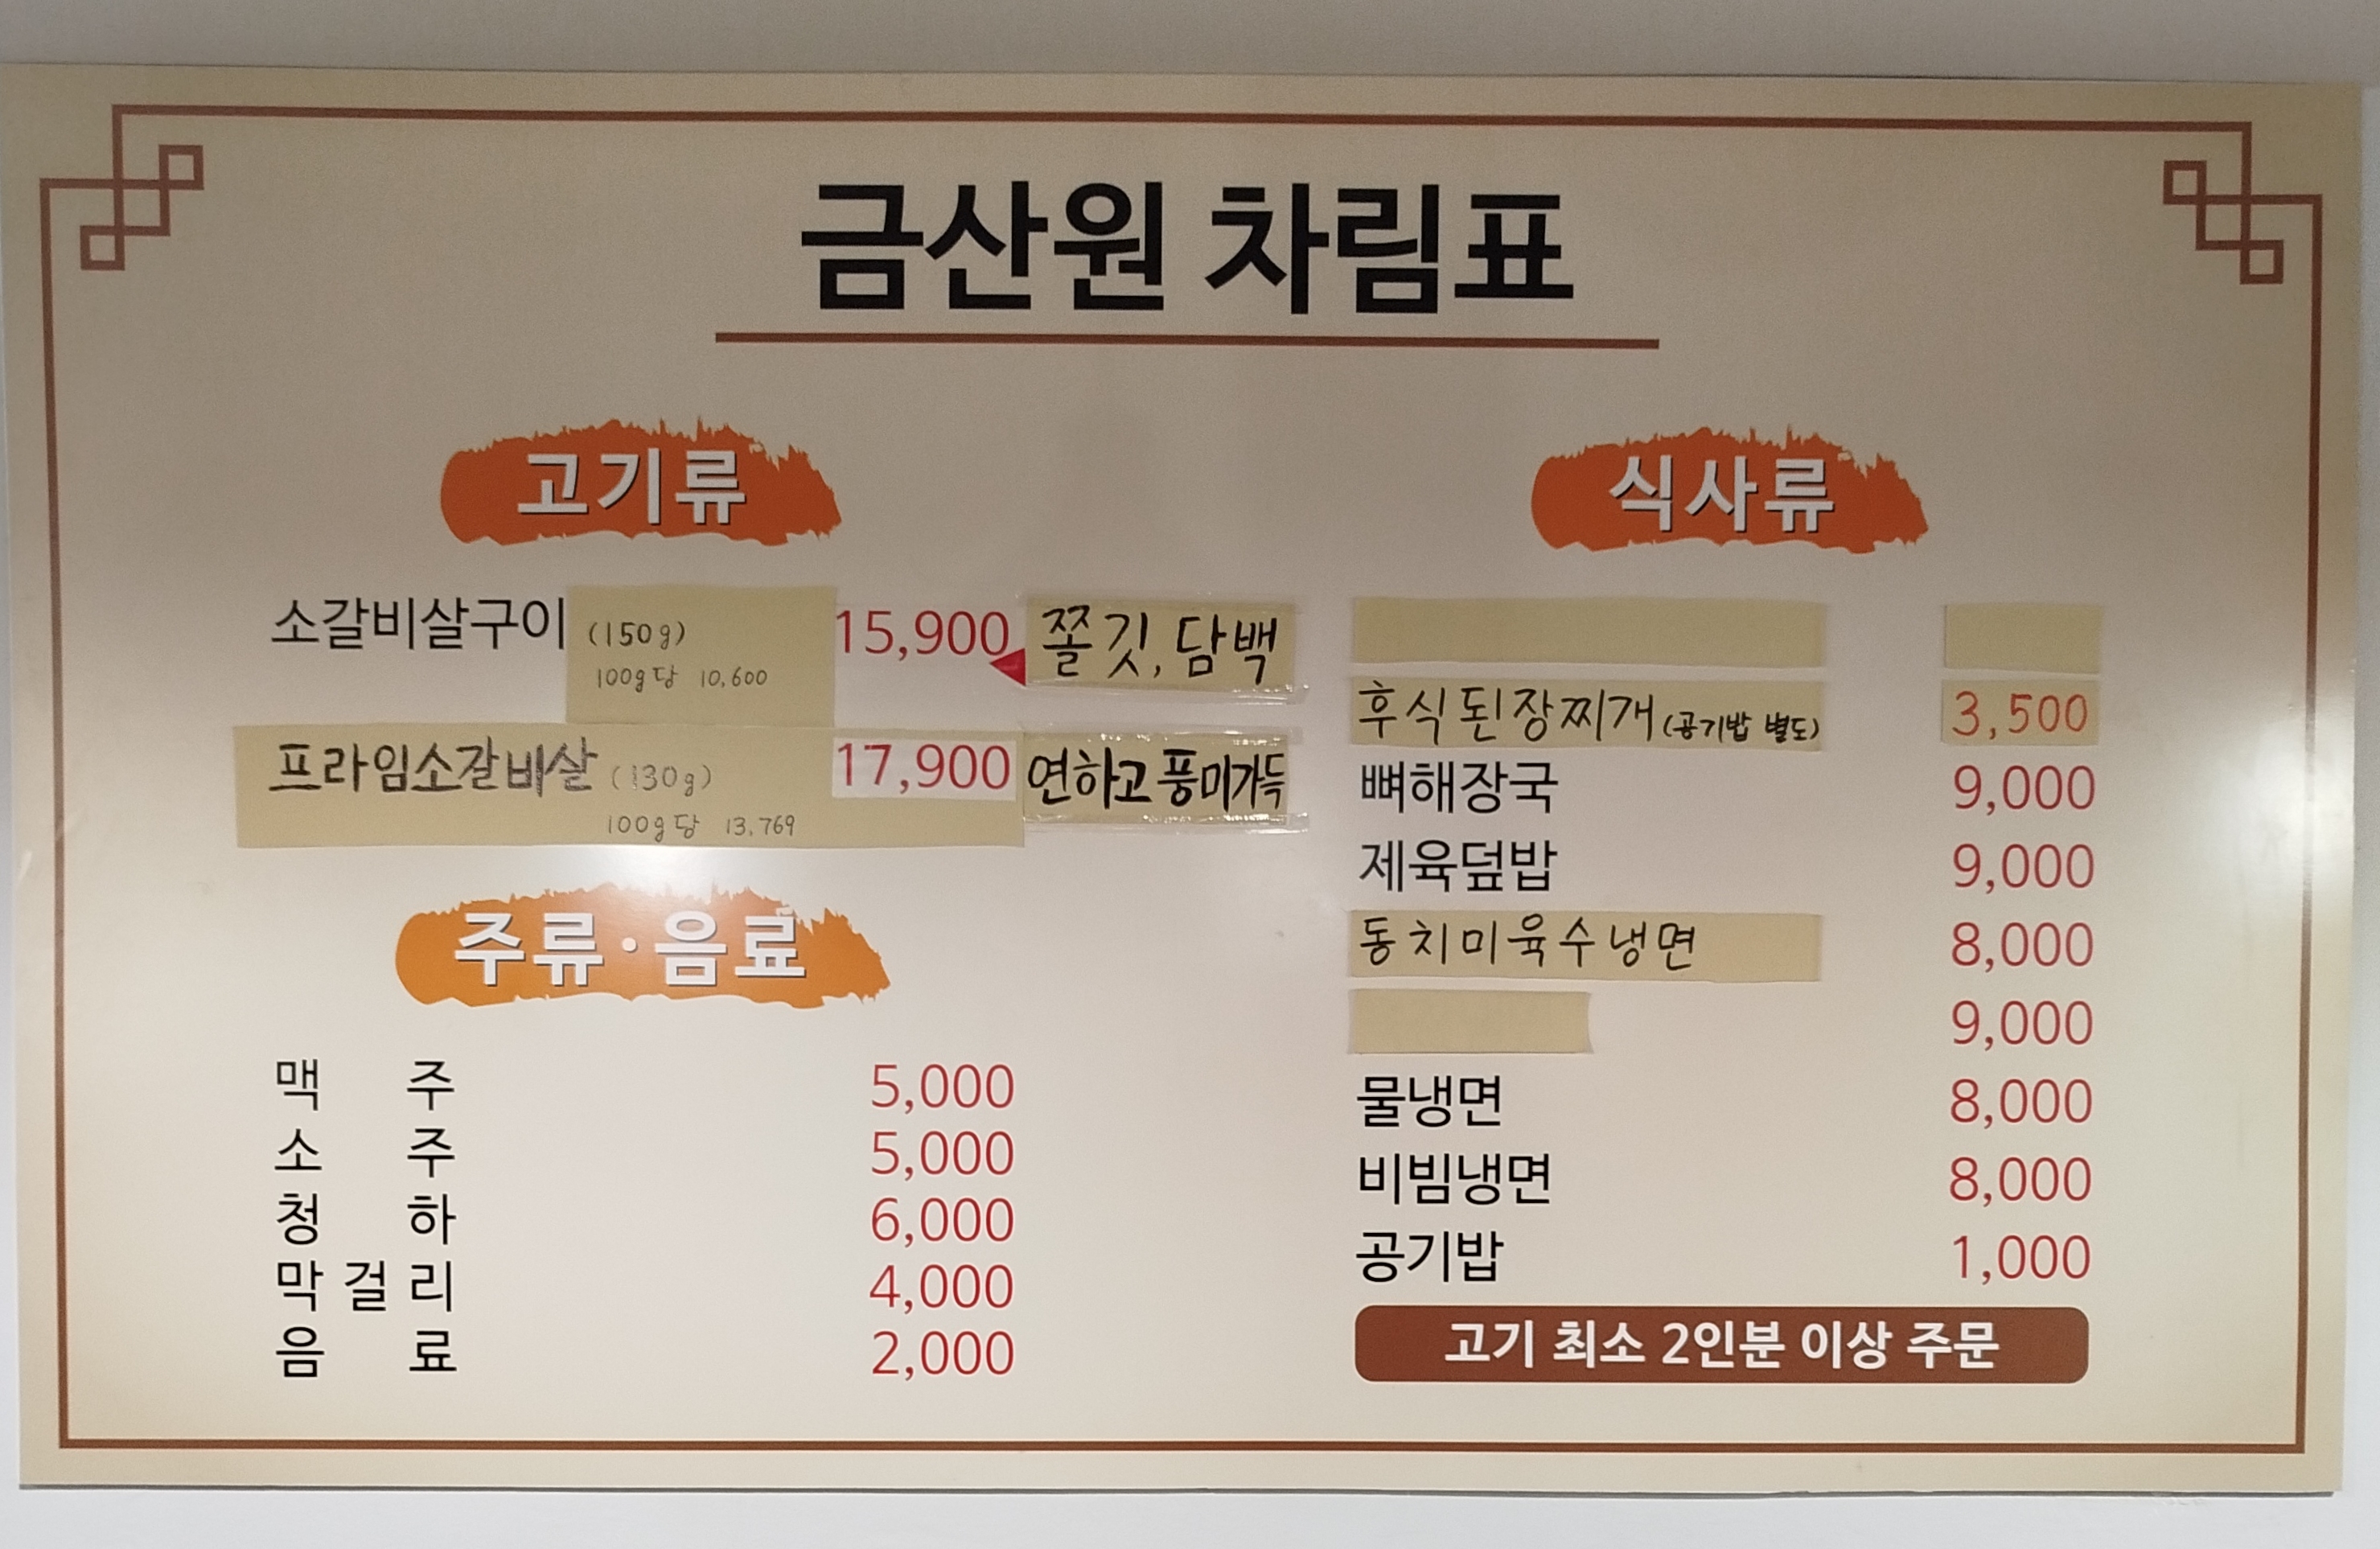 금산원 차림표
고기류
소갈비살구이 (150g) 15,900 쫄깃, 담백
100g당 10,600
프라임소갈비살 (130g) 17,900 연하고 풍미가득
100g당 13,769
주류·음료
맥 주 5,000
소 주 5,000
청 하 6,000
막 걸 리 4,000
음 료 2,000
식사류
후식된장찌개 (공기밥 별도) 3,500
뼈해장국 9,000
제육덮밥 9,000
동치미육수냉면 8,000
9,000
물냉면 8,000
비빔냉면 8,000
공기밥 1,000
고기 최소 2인분 이상 주문